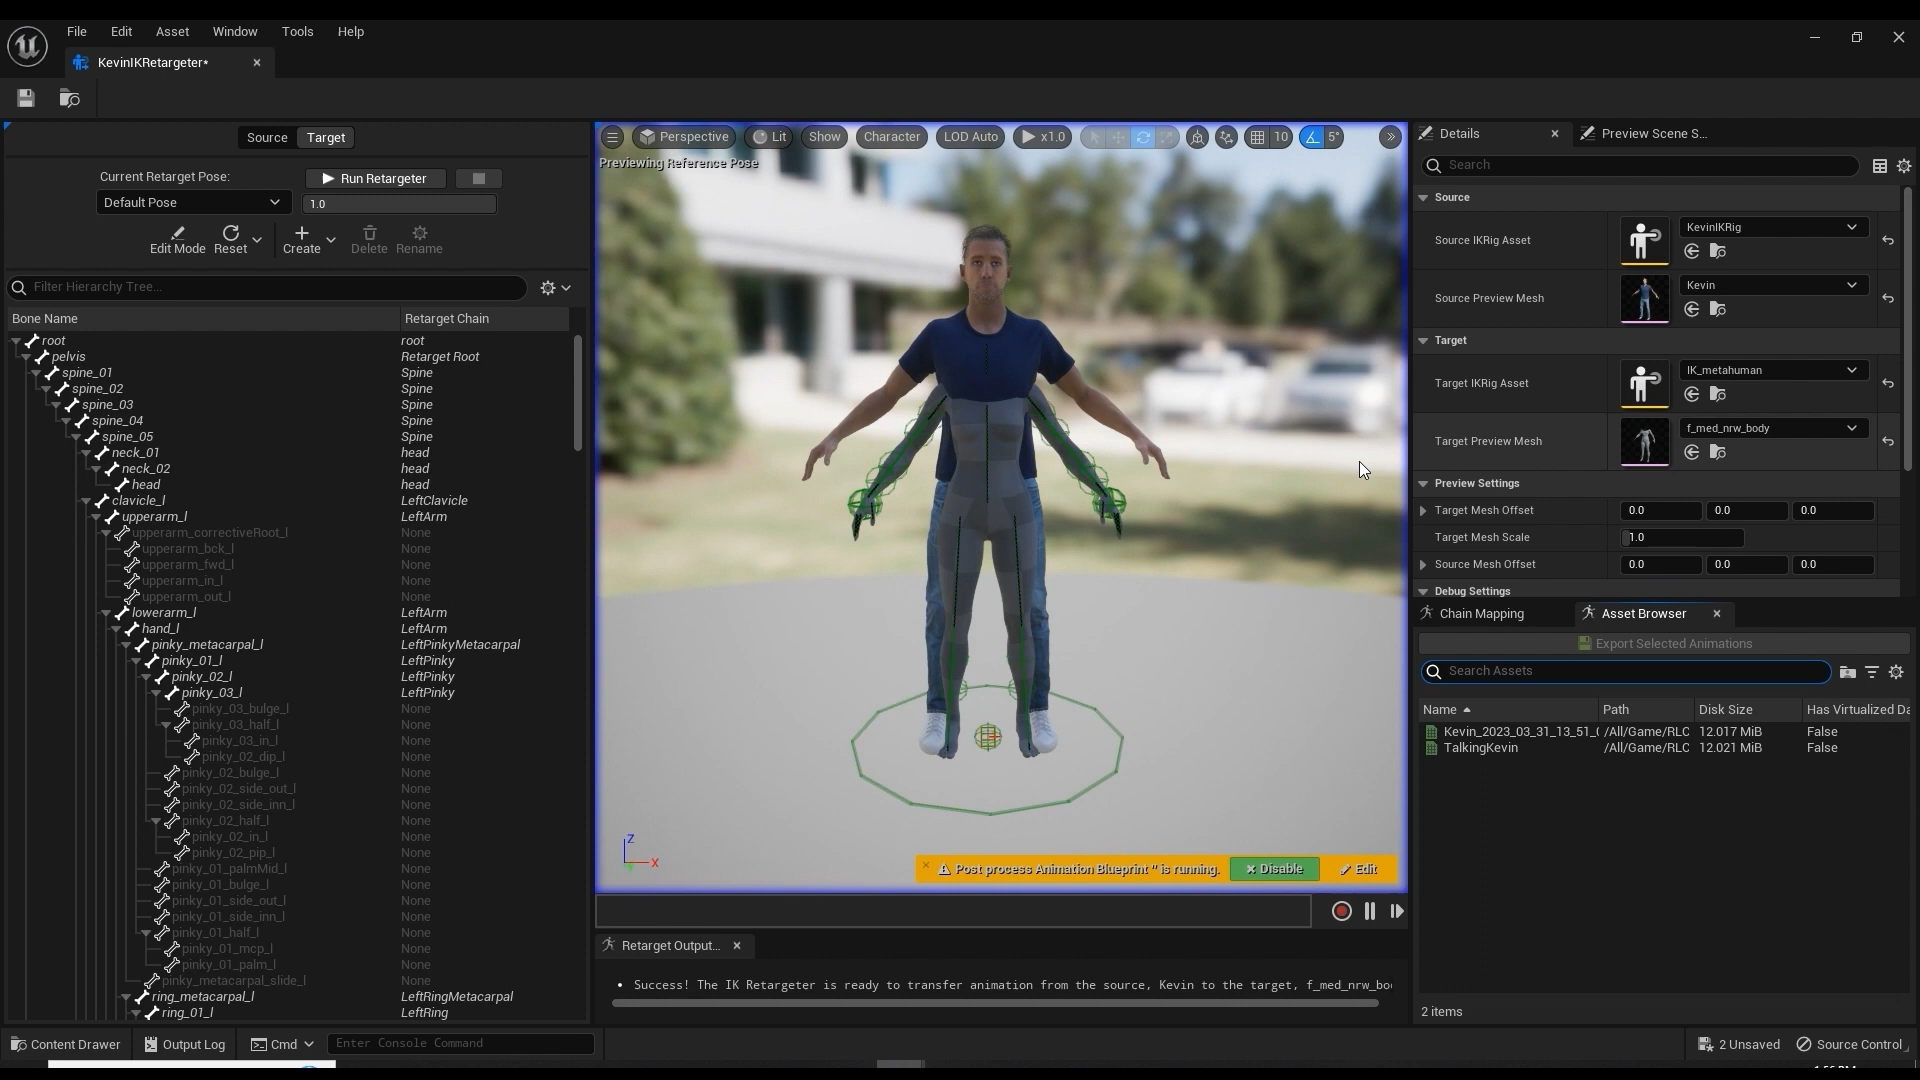 File Edit Asset Window Tools Help
KevinIKRetargeter*
Source Target
Current Retarget Pose:
Run Retargeter
Default Pose
1.0
Edit Mode Reset Create Delete Rename
Filter Hierarchy Tree...
Bone Name Retarget Chain
root root
pelvis Retarget Root
spine_01 Spine
spine_02 Spine
spine_03 Spine
spine_04 Spine
spine_05 Spine
neck_01 head
neck_02 head
head head
clavicle_l LeftClavicle
upperarm_l LeftArm
upperarm_correctiveRoot_l None
upperarm_bck_l None
upperarm_fwd_l None
upperarm_in_l None
upperarm_out_l None
lowerarm_l LeftArm
hand_l LeftArm
pinky_metacarpal_l LeftPinkyMetacarpal
pinky_01_l LeftPinky
pinky_02_l LeftPinky
pinky_03_l LeftPinky
pinky_03_bulge_l None
pinky_03_half_l None
pinky_03_in_l None
pinky_02_dip_l None
pinky_02_bulge_l None
pinky_02_side_out_l None
pinky_02_side_inn_l None
pinky_02_half_l None
pinky_02_in_l None
pinky_02_pip_l None
pinky_01_palmMid_l None
pinky_01_bulge_l None
pinky_01_side_out_l None
pinky_01_side_inn_l None
pinky_01_half_l None
pinky_01_mcp_l None
pinky_01_palm_l None
pinky_metacarpal_slide_l None
ring_metacarpal_l LeftRingMetacarpal
ring_01_l LeftRing
Perspective Lit Show Character LOD Auto x1.0 10 5°
Previewing Reference Pose
Z
X
Post process Animation Blueprint '' is running. Disable Edit
Retarget Output...
• Success! The IK Retargeter is ready to transfer animation from the source, Kevin to the target, f_med_nrw_bo
Details Preview Scene S...
Search
Source
Source IKRig Asset KevinIKRig
Source Preview Mesh Kevin
Target
Target IKRig Asset IK_metahuman
Target Preview Mesh f_med_nrw_body
Preview Settings
Target Mesh Offset 0.0 0.0 0.0
Target Mesh Scale 1.0
Source Mesh Offset 0.0 0.0 0.0
Debug Settings
Chain Mapping Asset Browser
Export Selected Animations
Search Assets
Name Path Disk Size Has Virtualized Da
Kevin_2023_03_31_13_51_ /All/Game/RLC 12.017 MiB False
TalkingKevin /All/Game/RLC 12.021 MiB False
2 items
Content Drawer Output Log Cmd Enter Console Command 2 Unsaved Source Control